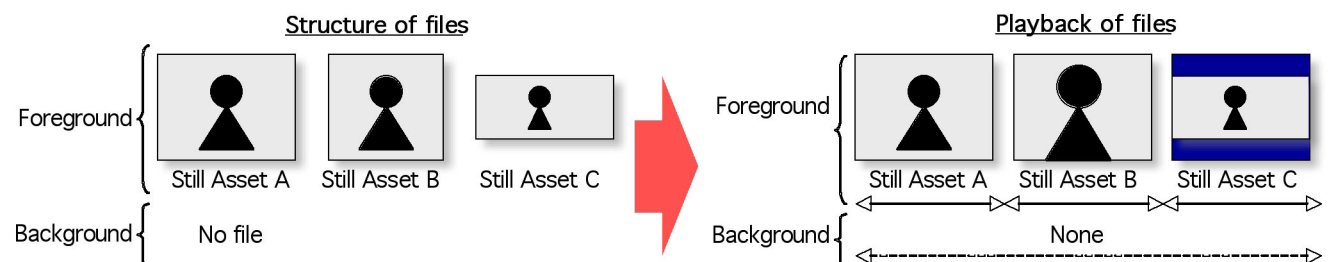 Structure of files
Foreground
Still Asset A
Still Asset B
Still Asset C
Background
No file
Playback of files
Foreground
Still Asset A
Still Asset B
Still Asset C
Background
None